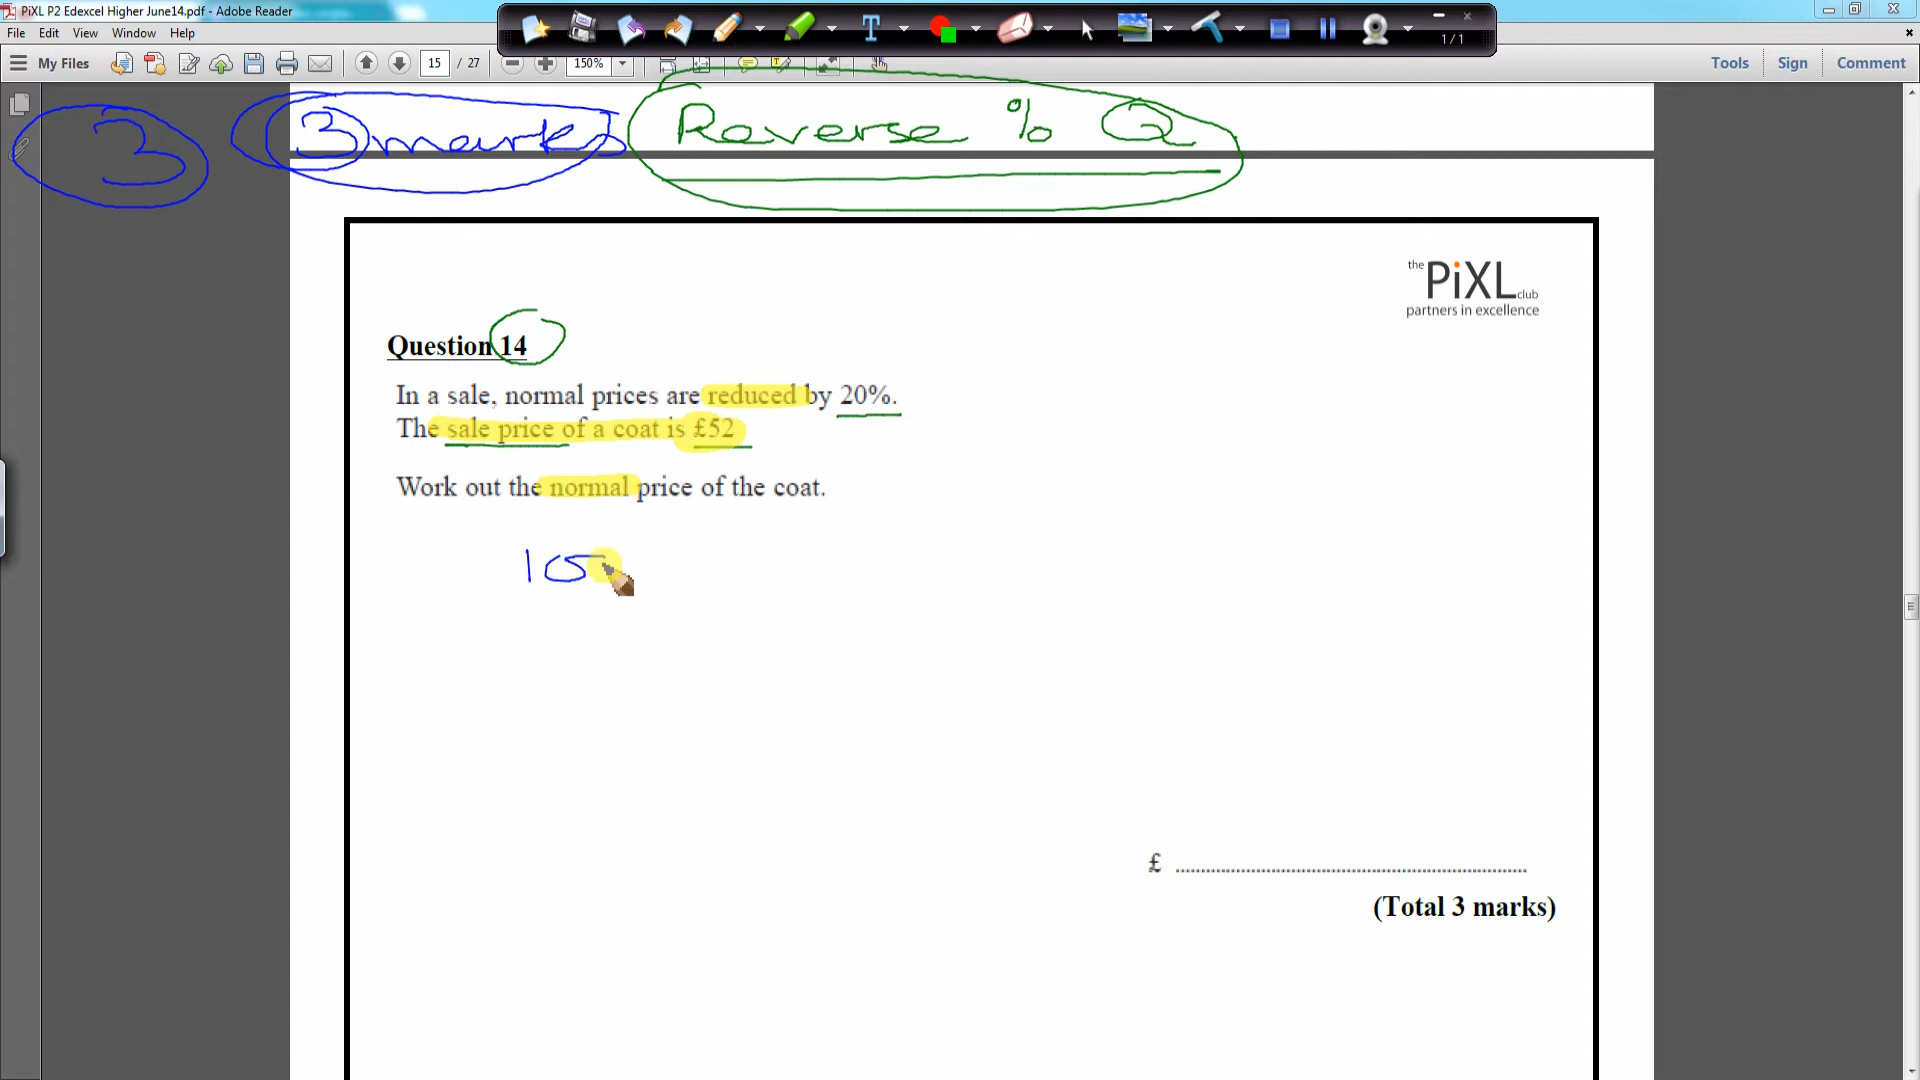 PiXL P2 Edexcel Higher June14.pdf - Adobe Reader
File Edit View Window Help
1/1
My Files 15 / 27 150% Tools Sign Comment
3 3 marks Reverse % Q
the PiXL club
partners in excellence
Question 14
In a sale, normal prices are reduced by 20%.
The sale price of a coat is £52
Work out the normal price of the coat.
10
£ ........................................................................
(Total 3 marks)